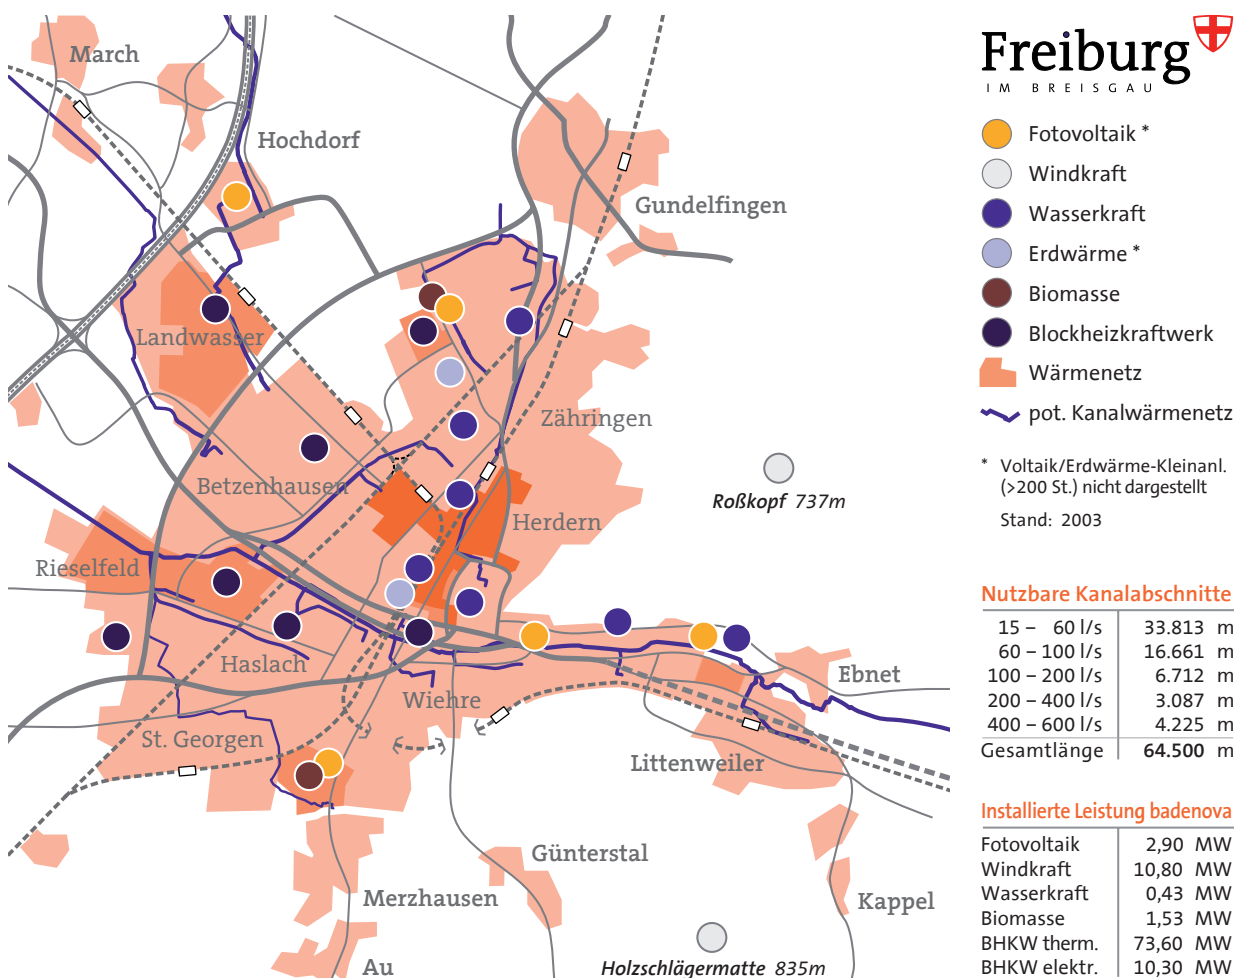 March
Hochdorf
Gundelfingen
Landwasser
Zähringen
Betzenhausen
Roßkopf 737m
Herdern
Rieselfeld
Haslach
Wiehre
Ebnet
St. Georgen
Littenweiler
Günterstal
Merzhausen
Kappel
Au
Holzschlägermatte 835m
Freiburg
IM BREISGAU
Fotovoltaik *
Windkraft
Wasserkraft
Erdwärme *
Biomasse
Blockheizkraftwerk
Wärmenetz
pot. Kanalwärmenetz
* Voltaik/Erdwärme-Kleinanl.
(>200 St.) nicht dargestellt
Stand: 2003
Nutzbare Kanalabschnitte
15 – 60 l/s 33.813 m
60 – 100 l/s 16.661 m
100 – 200 l/s 6.712 m
200 – 400 l/s 3.087 m
400 – 600 l/s 4.225 m
Gesamtlänge 64.500 m
Installierte Leistung badenova
Fotovoltaik 2,90 MW
Windkraft 10,80 MW
Wasserkraft 0,43 MW
Biomasse 1,53 MW
BHKW therm. 73,60 MW
BHKW elektr. 10,30 MW